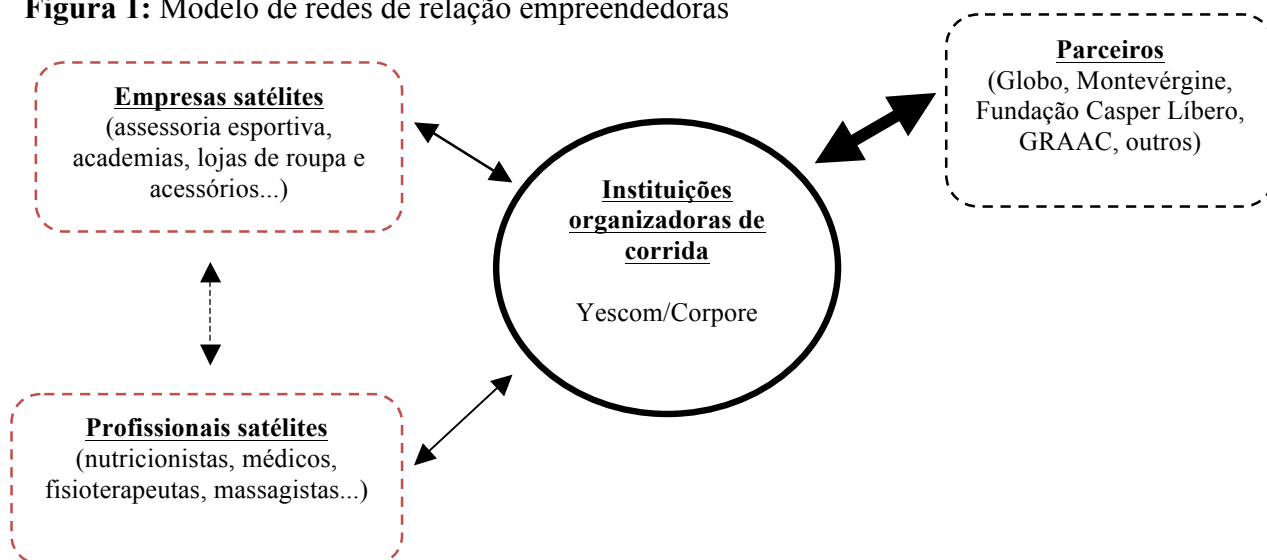 Figura 1: Modelo de redes de relação empreendedoras
Empresas satélites
(assessoria esportiva,
academias, lojas de roupa e
acessórios...)
Instituições
organizadoras de
corrida
Yescom/Corpore
Parceiros
(Globo, Montevérgine,
Fundação Casper Líbero,
GRAAC, outros)
Profissionais satélites
(nutricionistas, médicos,
fisioterapeutas, massagistas...)